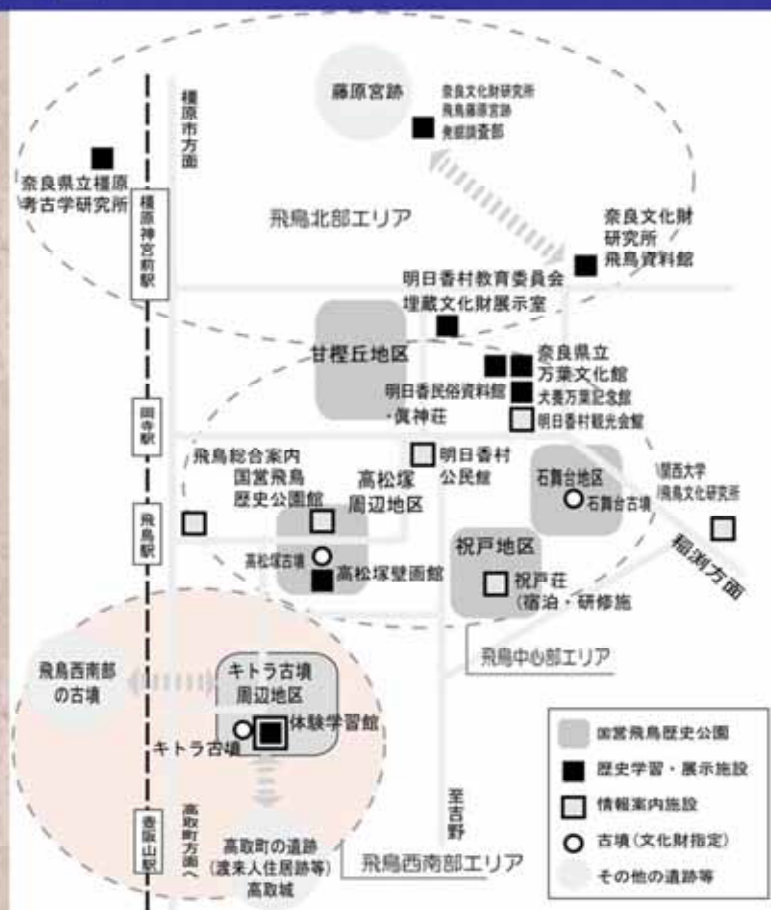 藤原宮跡
奈良文化財研究所
飛鳥藤原宮跡
発掘調査部
橿原市方面
奈良県立橿原
考古学研究所
橿原神宮前駅
飛鳥北部エリア
奈良文化財
研究所
飛鳥資料館
明日香村教育委員会
埋蔵文化財展示室
甘樫丘地区
奈良県立
万葉文化館
明日香民俗資料館
犬養万葉記念館
・眞神荘
明日香村観光会館
岡寺駅
飛鳥総合案内
国営飛鳥
歴史公園館
高松塚
周辺地区
明日香村
公民館
石舞台地区
石舞台古墳
関西大学
飛鳥文化研究所
飛鳥駅
高松塚古墳
高松塚壁画館
祝戸地区
祝戸荘
(宿泊・研修施
稲渕方面
飛鳥中心部エリア
飛鳥西南部
の古墳
キトラ古墳
周辺地区
体験学習館
キトラ古墳
壺阪山駅
高取町方面へ
高取町の遺跡
(渡来人住居跡等)
高取城
至吉野
飛鳥西南部エリア
国営飛鳥歴史公園
歴史学習・展示施設
情報案内施設
古墳(文化財指定)
その他の遺跡等